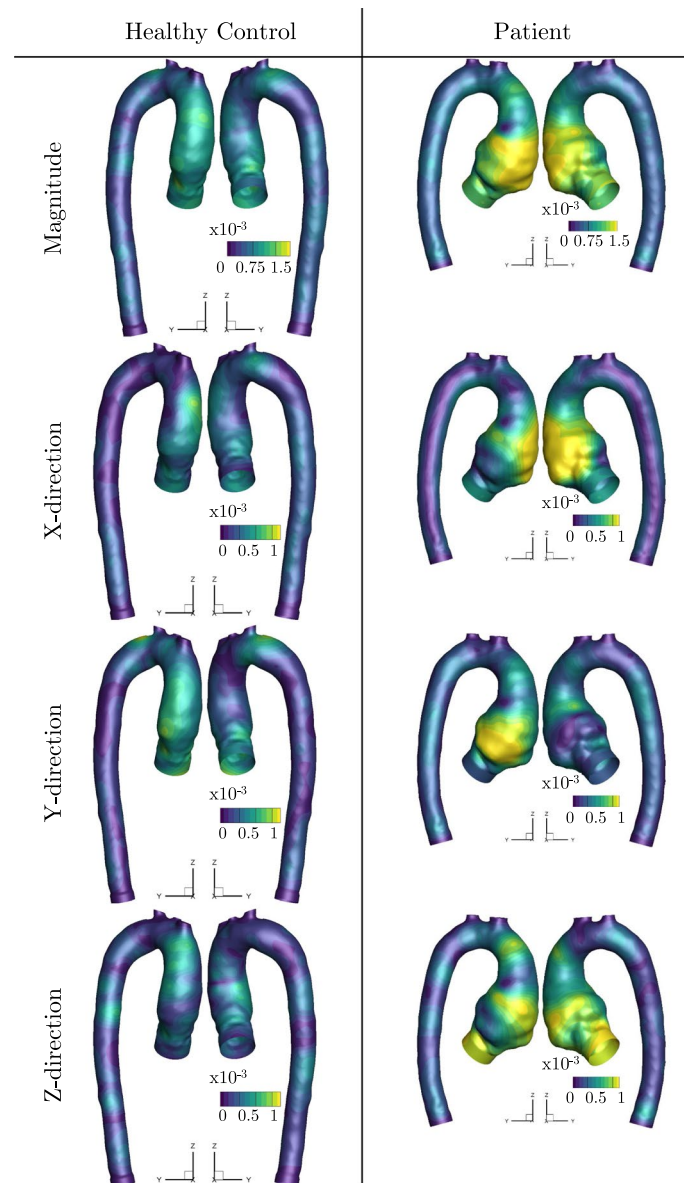 Healthy Control Patient
Magnitude
x10-3
0 0.75 1.5
x10-3
0 0.75 1.5
Z Z
Y X X Y
Z Z
Y X X Y
X-direction
x10-3
0 0.5 1
x10-3
0 0.5 1
Z Z
Y X X Y
Z Z
Y X X Y
Y-direction
x10-3
0 0.5 1
x10-3
0 0.5 1
Z Z
Y X X Y
Z Z
Y X X Y
Z-direction
x10-3
0 0.5 1
x10-3
0 0.5 1
Z Z
Z Z
Y X X Y